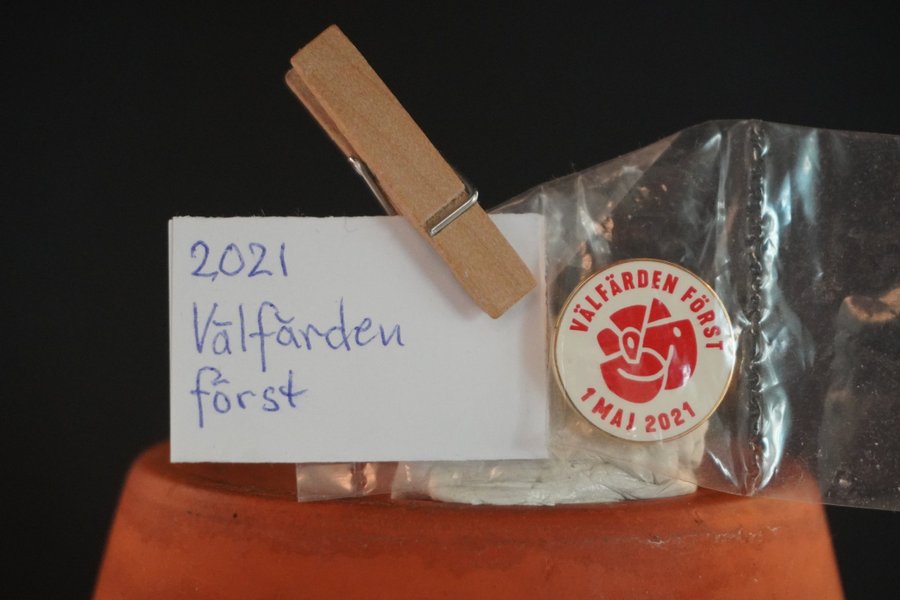 2021
Välfärden
först
VÄLFÄRDEN FÖRST
1 MAJ 2021